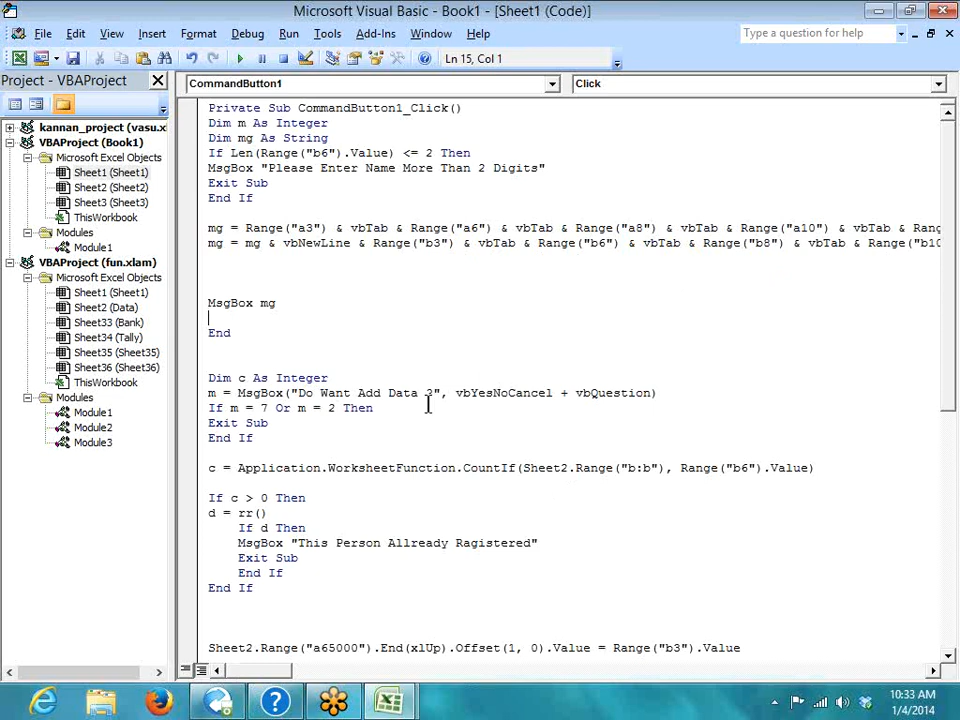 Microsoft Visual Basic - Book1 - [Sheet1 (Code)]
File Edit View Insert Format Debug Run Tools Add-Ins Window Help
Type a question for help
Ln 15, Col 1
Project - VBAProject
CommandButton1
Click
kannan_project (vasu.x
VBAProject (Book1)
Microsoft Excel Objects
Sheet1 (Sheet1)
Sheet2 (Sheet2)
Sheet3 (Sheet3)
ThisWorkbook
Modules
Module1
VBAProject (fun.xlam)
Microsoft Excel Objects
Sheet1 (Sheet1)
Sheet2 (Data)
Sheet33 (Bank)
Sheet34 (Tally)
Sheet35 (Sheet35)
Sheet36 (Sheet36)
ThisWorkbook
Modules
Module1
Module2
Module3
Private Sub CommandButton1_Click()
Dim m As Integer
Dim mg As String
If Len(Range("b6").Value) <= 2 Then
MsgBox "Please Enter Name More Than 2 Digits"
Exit Sub
End If
mg = Range("a3") & vbTab & Range("a6") & vbTab & Range("a8") & vbTab & Range("a10") & vbTab & Rang
mg = mg & vbNewLine & Range("b3") & vbTab & Range("b6") & vbTab & Range("b8") & vbTab & Range("b10
MsgBox mg
End
Dim c As Integer
m = MsgBox("Do Want Add Data ?", vbYesNoCancel + vbQuestion)
If m = 7 Or m = 2 Then
Exit Sub
End If
c = Application.WorksheetFunction.CountIf(Sheet2.Range("b:b"), Range("b6").Value)
If c > 0 Then
d = rr()
If d Then
MsgBox "This Person Allready Ragistered"
Exit Sub
End If
End If
Sheet2.Range("a65000").End(xlUp).Offset(1, 0).Value = Range("b3").Value
10:33 AM
1/4/2014